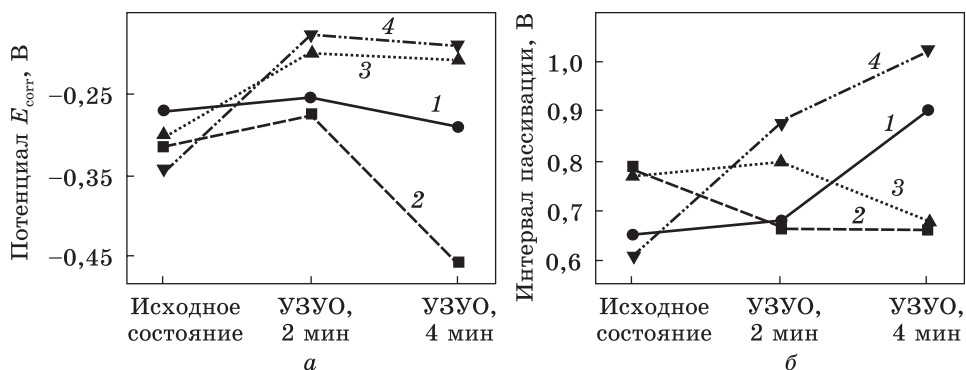 Потенциал E_corr, В
−0,25
−0,35
−0,45
4
3
1
2
Исходное
состояние
УЗУО,
2 мин
УЗУО,
4 мин
а
Интервал пассивации, В
1,0
0,9
0,8
0,7
0,6
4
1
3
2
Исходное
состояние
УЗУО,
2 мин
УЗУО,
4 мин
б